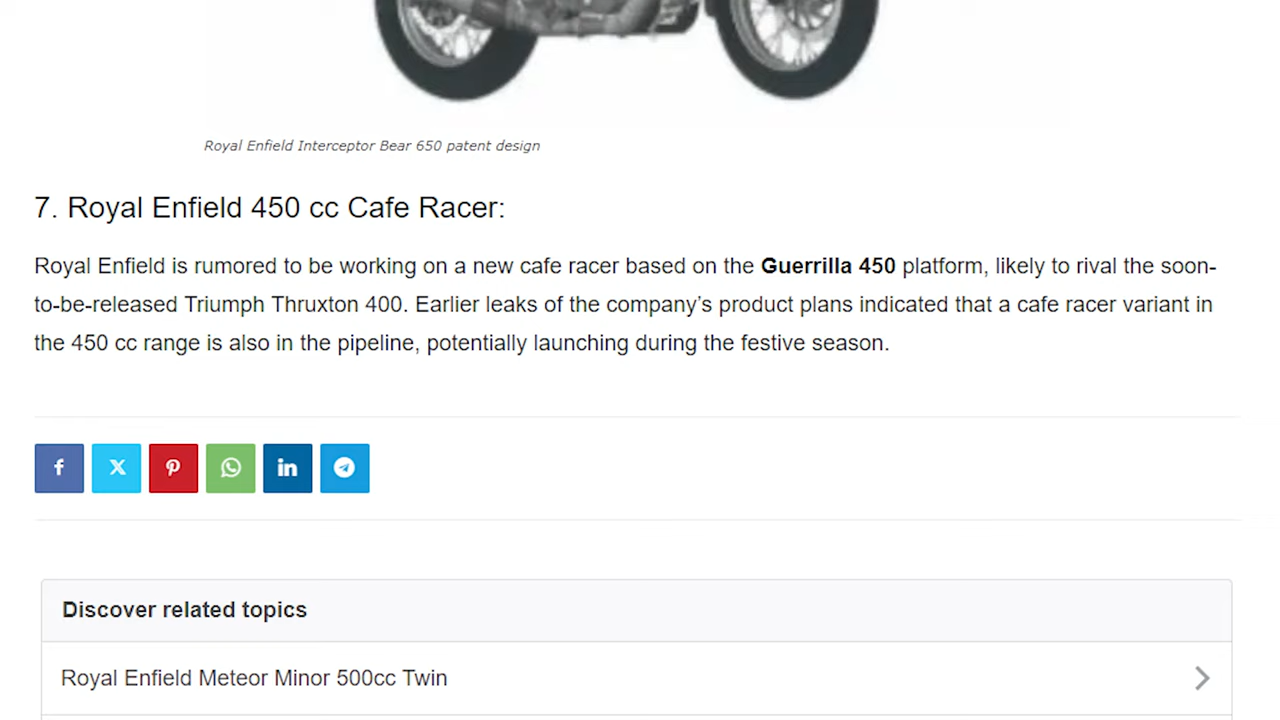 Royal Enfield Interceptor Bear 650 patent design
7. Royal Enfield 450 cc Cafe Racer:
Royal Enfield is rumored to be working on a new cafe racer based on the Guerrilla 450 platform, likely to rival the soon-
to-be-released Triumph Thruxton 400. Earlier leaks of the company’s product plans indicated that a cafe racer variant in
the 450 cc range is also in the pipeline, potentially launching during the festive season.
Discover related topics
Royal Enfield Meteor Minor 500cc Twin